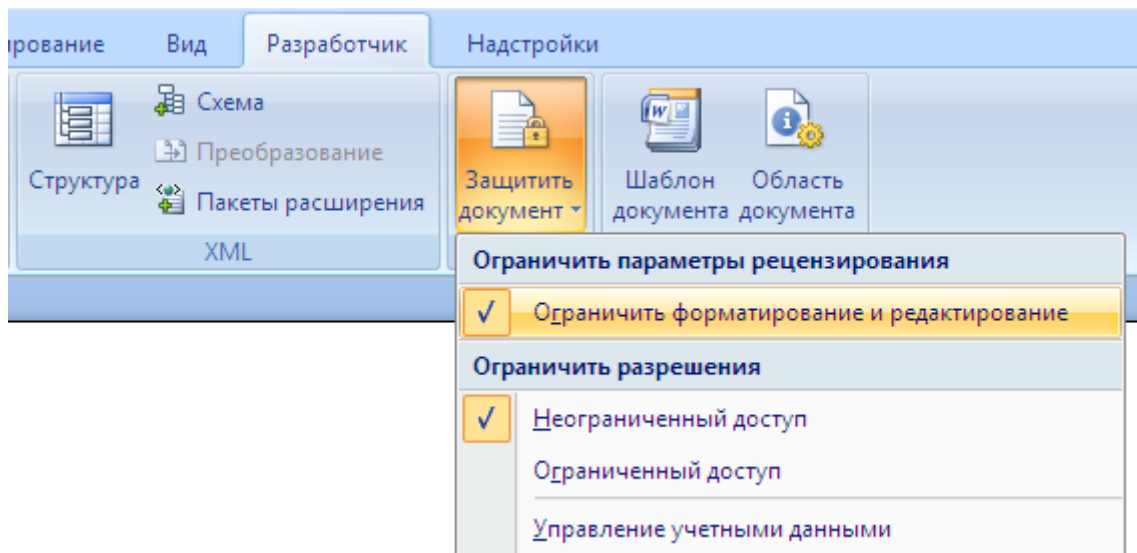 рование Вид Разработчик Надстройки
Схема
Преобразование
Пакеты расширения
Структура
XML
Защитить
документ
Шаблон
документа
Область
документа
Ограничить параметры рецензирования
Ограничить форматирование и редактирование
Ограничить разрешения
Неограниченный доступ
Ограниченный доступ
Управление учетными данными